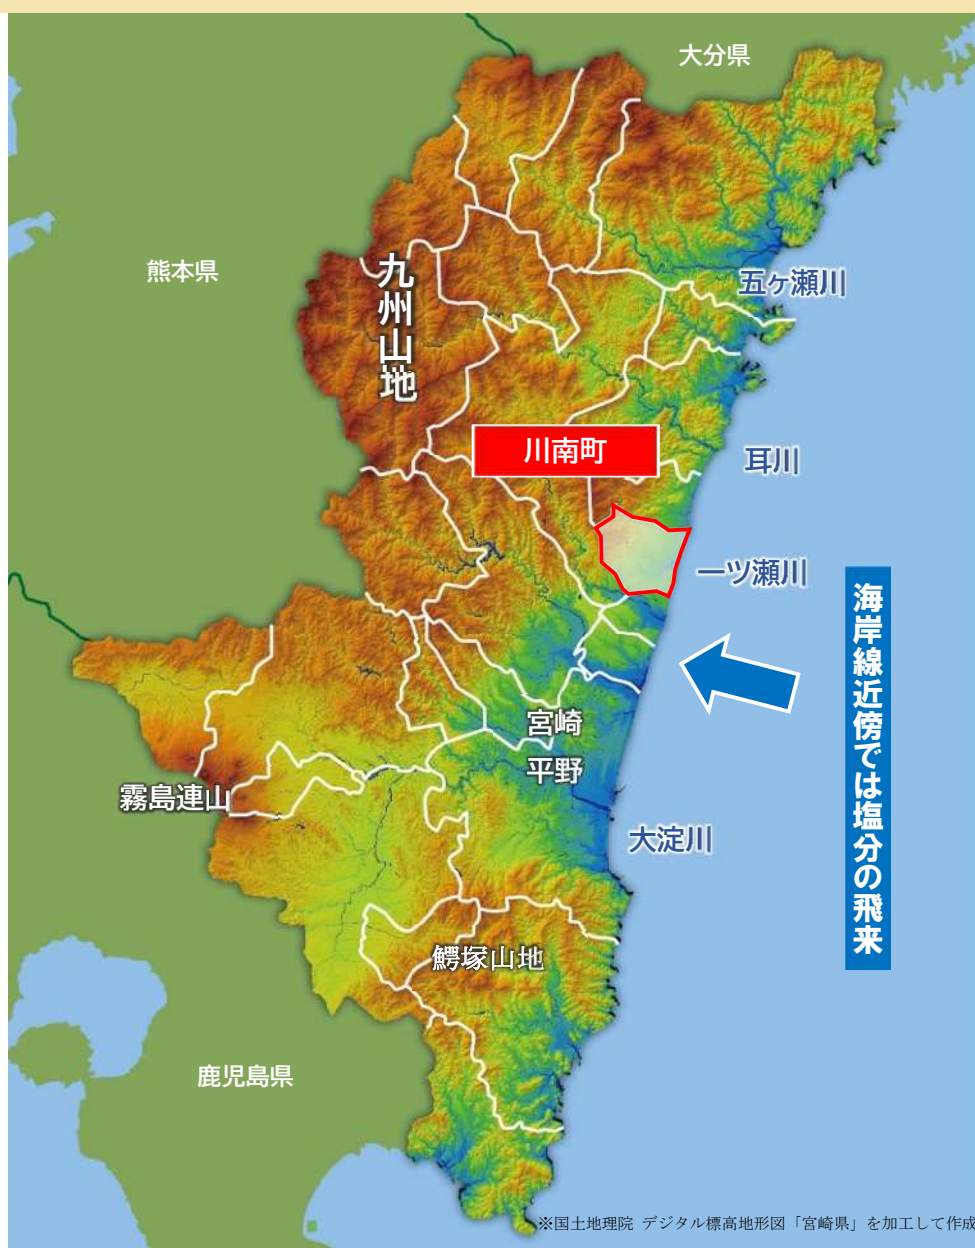 大分県
熊本県
九州山地
五ヶ瀬川
川南町
耳川
一ツ瀬川
海岸線近傍では塩分の飛来
宮崎
平野
霧島連山
大淀川
鰐塚山地
鹿児島県
※国土地理院 デジタル標高地形図「宮崎県」を加工して作成